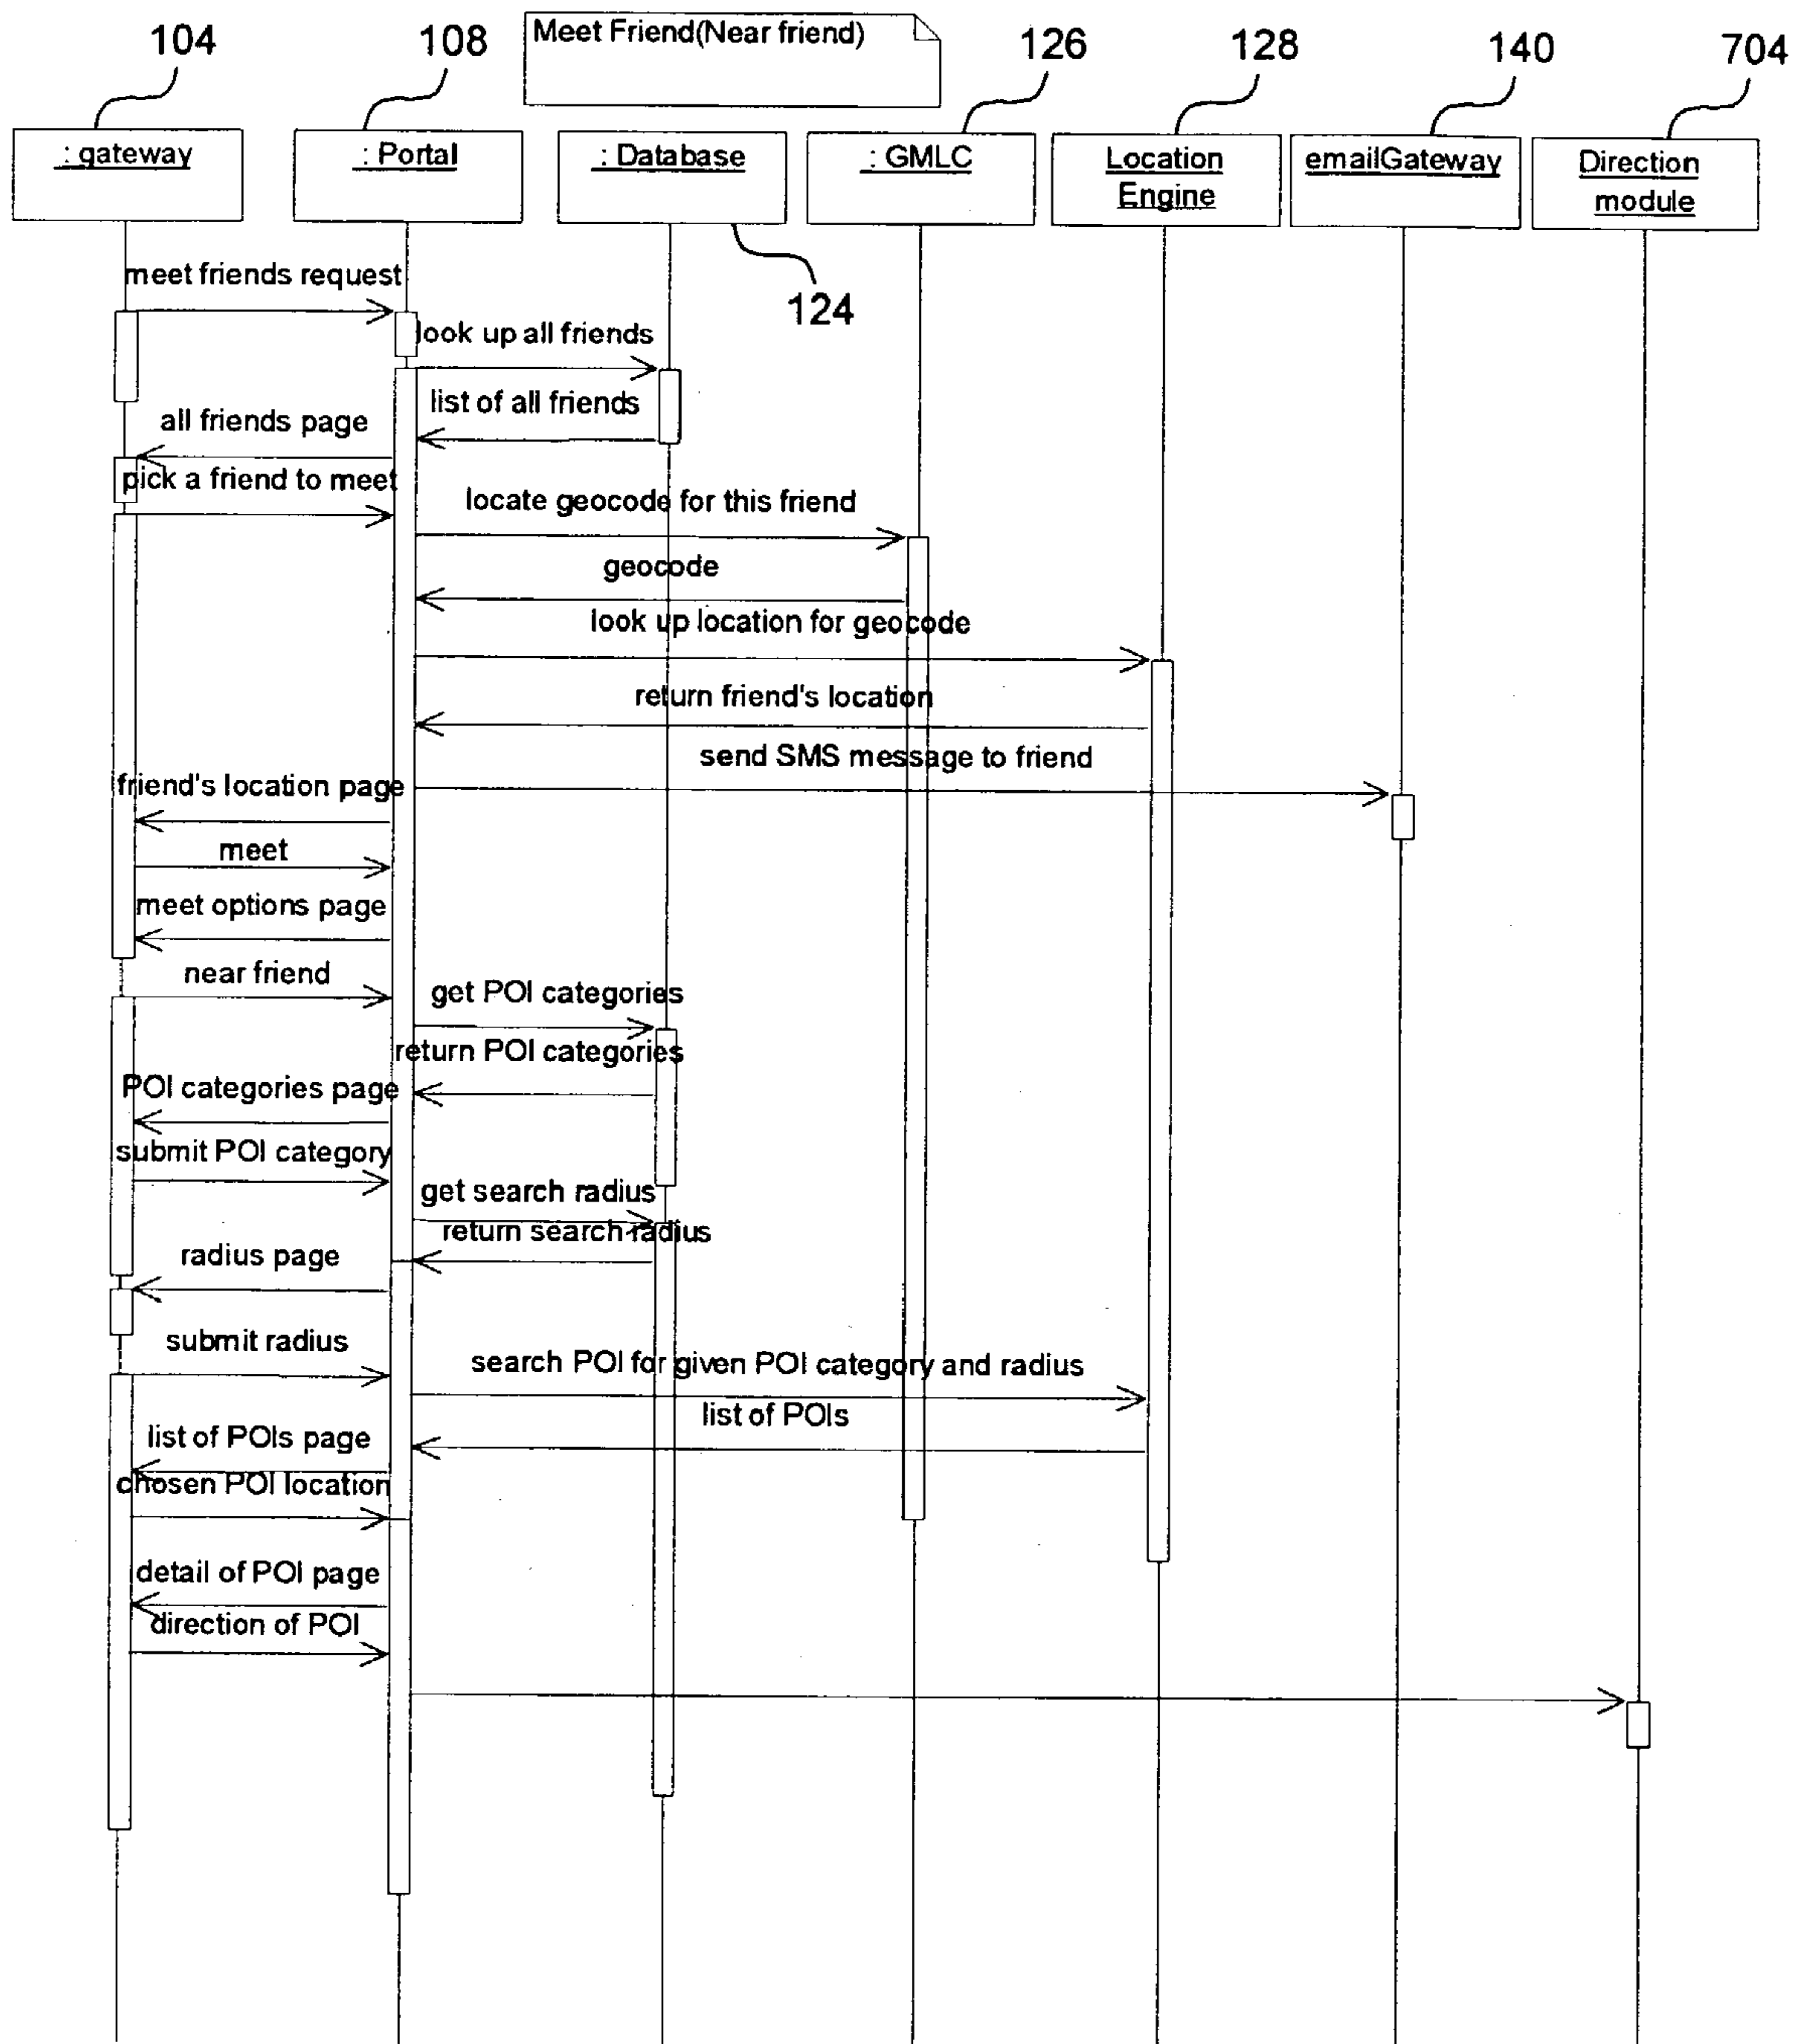 104
108
Meet Friend(Near friend)
126
128
140
704
: gateway
: Portal
: Database
: GMLC
Location
Engine
emailGateway
Direction
module
124
meet friends request
look up all friends
list of all friends
all friends page
pick a friend to meet
locate geocode for this friend
geocode
look up location for geocode
return friend's location
send SMS message to friend
friend's location page
meet
meet options page
near friend
get POI categories
return POI categories
POI categories page
submit POI category
get search radius
return search radius
radius page
submit radius
search POI for given POI category and radius
list of POIs
list of POIs page
chosen POI location
detail of POI page
direction of POI